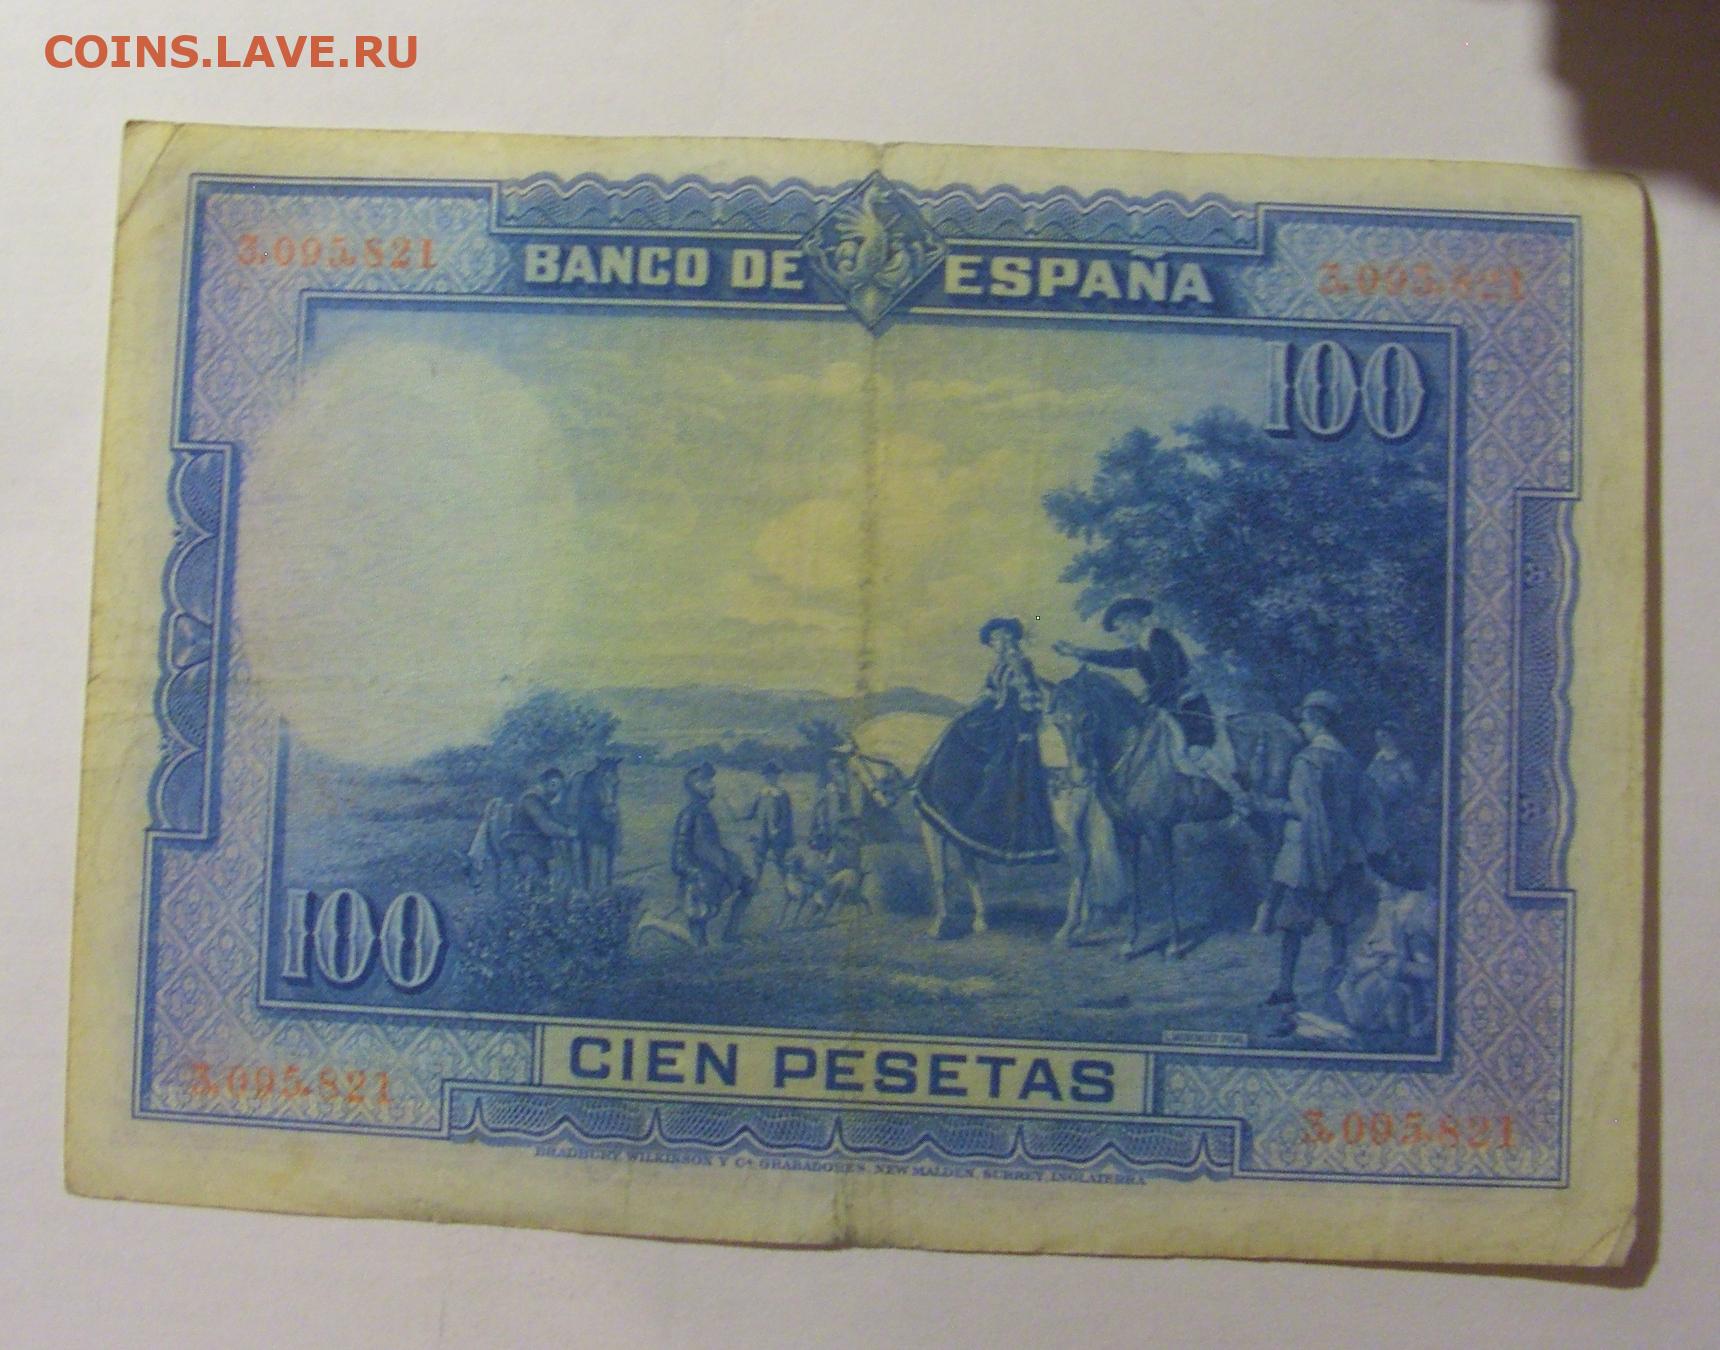 COINS.LAVE.RU
3.095.821
BANCO DE ESPAÑA
3.095.821
100
100
CIEN PESETAS
3.095.821
3.095.821
BRADBURY, WILKINSON Y Cª GRABADORES, NEW MALDEN, SURREY, INGLATERRA